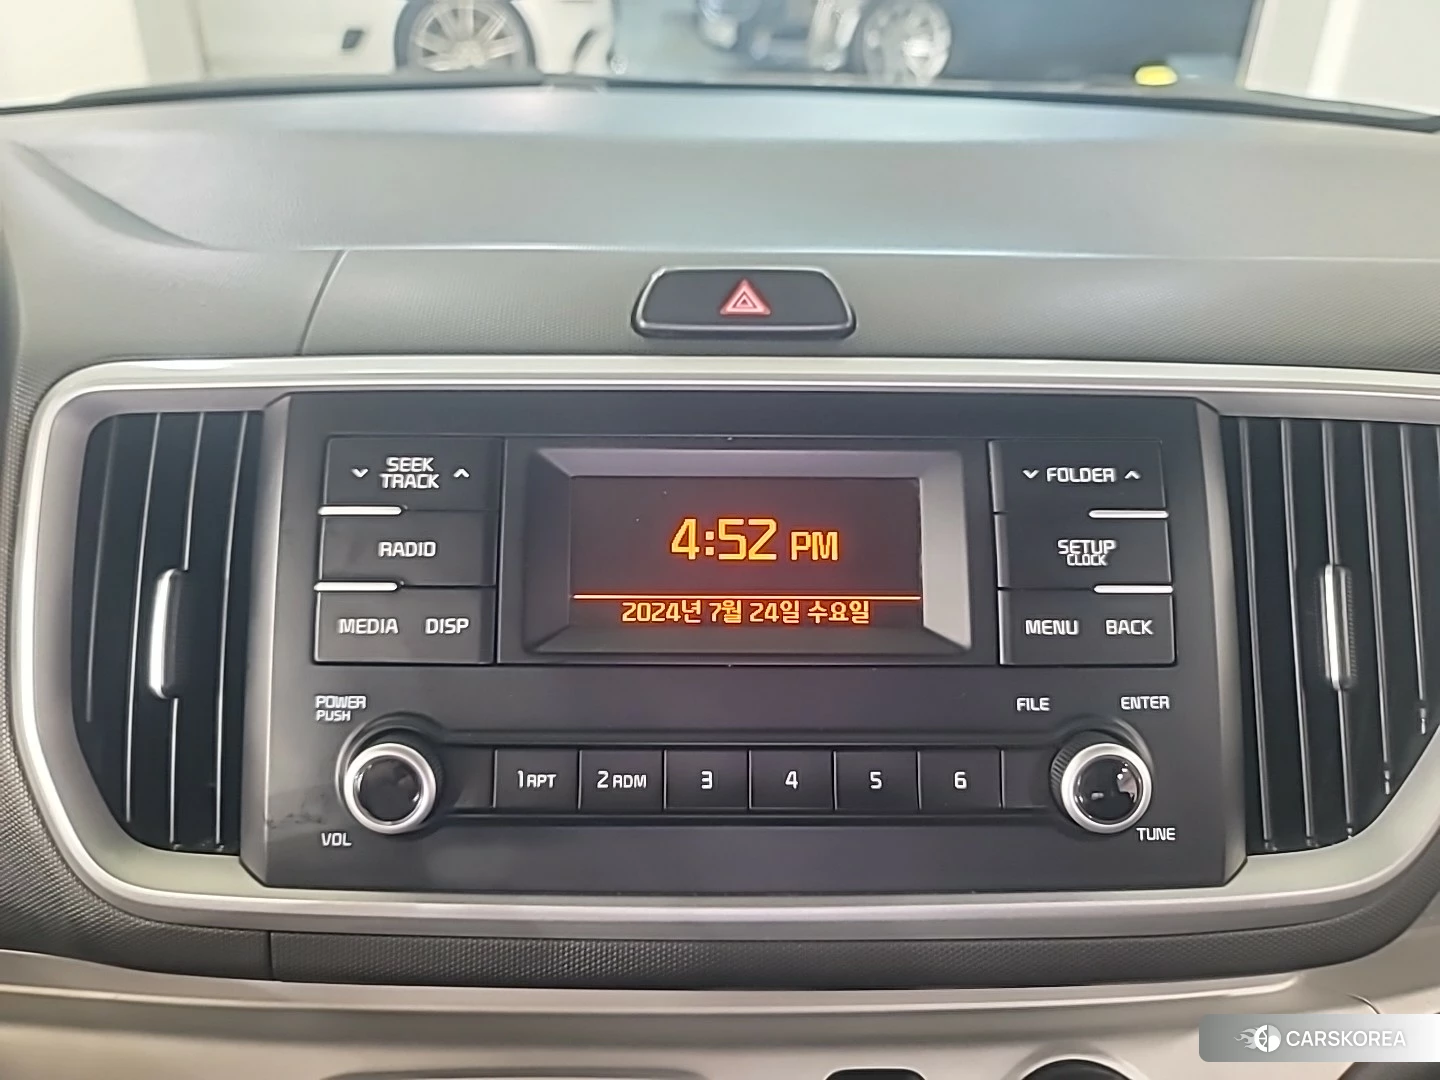 SEEK
TRACK
FOLDER
4:52 PM
RADIO
SETUP
CLOCK
2024년 7월 24일 수요일
MEDIA DISP
MENU BACK
POWER
PUSH
FILE ENTER
1 RPT 2 RDM 3 4 5 6
VOL
TUNE
CARSKOREA